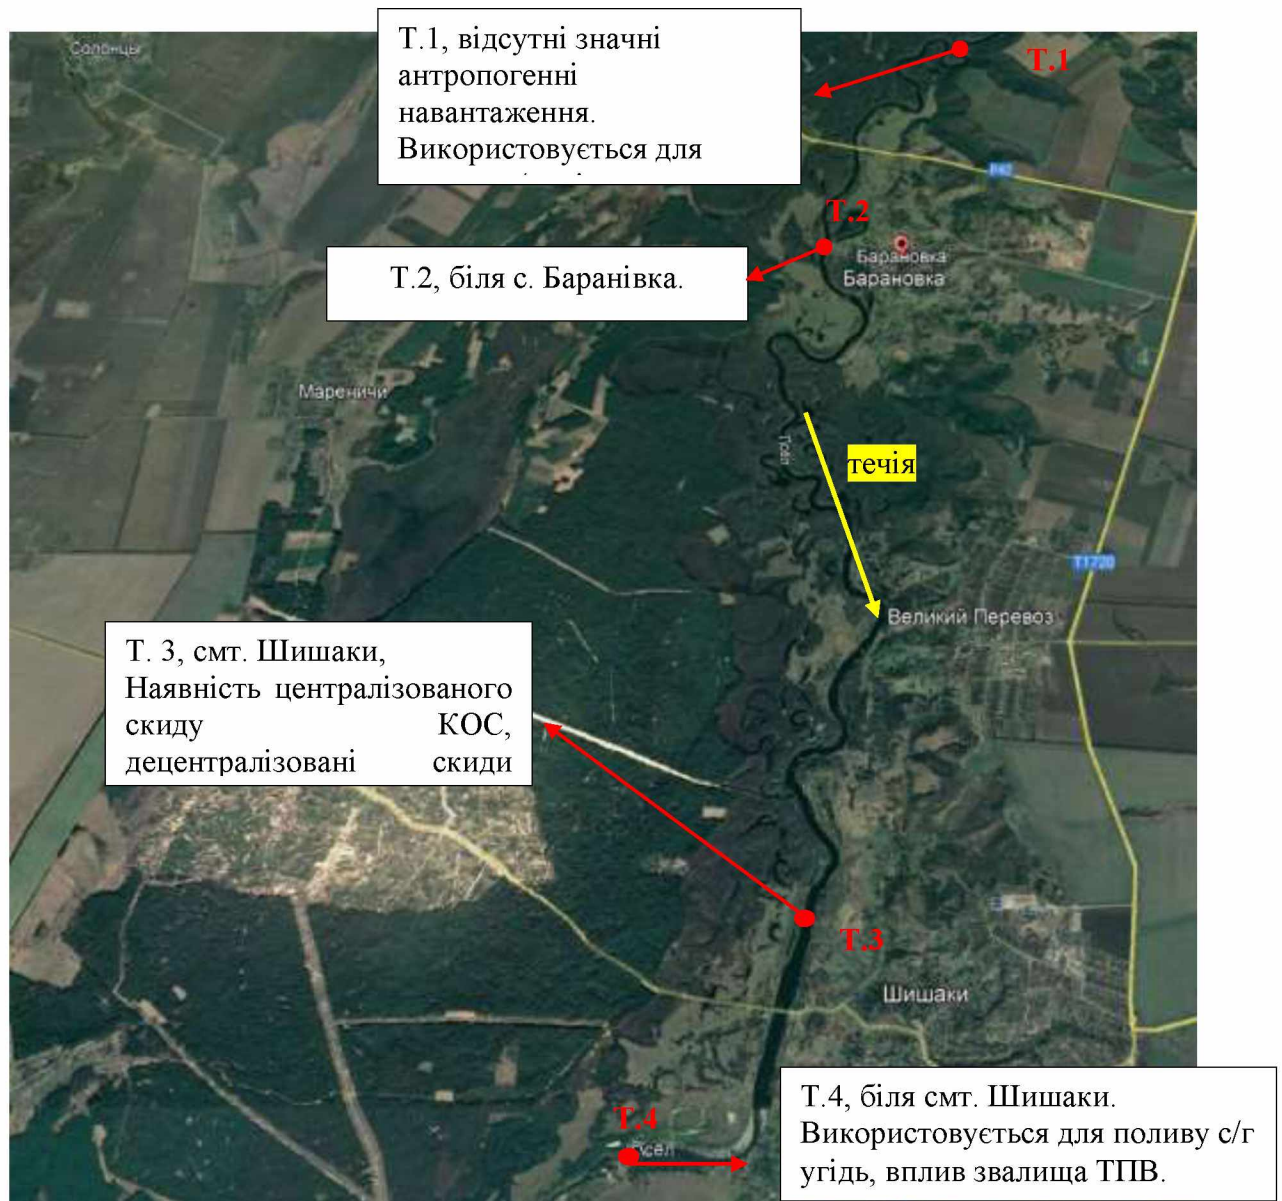 Солонцы
Т.1, відсутні значні
антропогенні
навантаження.
Використовується для
Т.1
Р42
Т.2
Т.2, біля с. Баранівка.
Барановка
Барановка
Мареничи
течія
Т1720
Великий Перевоз
Т. 3, смт. Шишаки,
Наявність централізованого
скиду КОС,
децентралізовані скиди
Т.3
Шишаки
Т.4
Псел
Т.4, біля смт. Шишаки.
Використовується для поливу с/г
угідь, вплив звалища ТПВ.